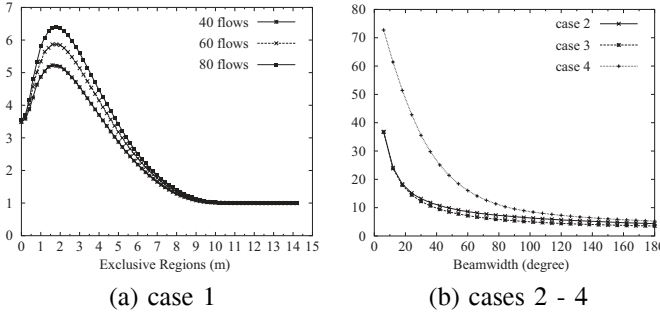 7
6
5
4
3
2
1
0
40 flows
60 flows
80 flows
0 1 2 3 4 5 6 7 8 9 10 11 12 13 14 15
Exclusive Regions (m)
(a) case 1
80
70
60
50
40
30
20
10
0
case 2
case 3
case 4
0 20 40 60 80 100 120 140 160 180
Beamwidth (degree)
(b) cases 2 - 4